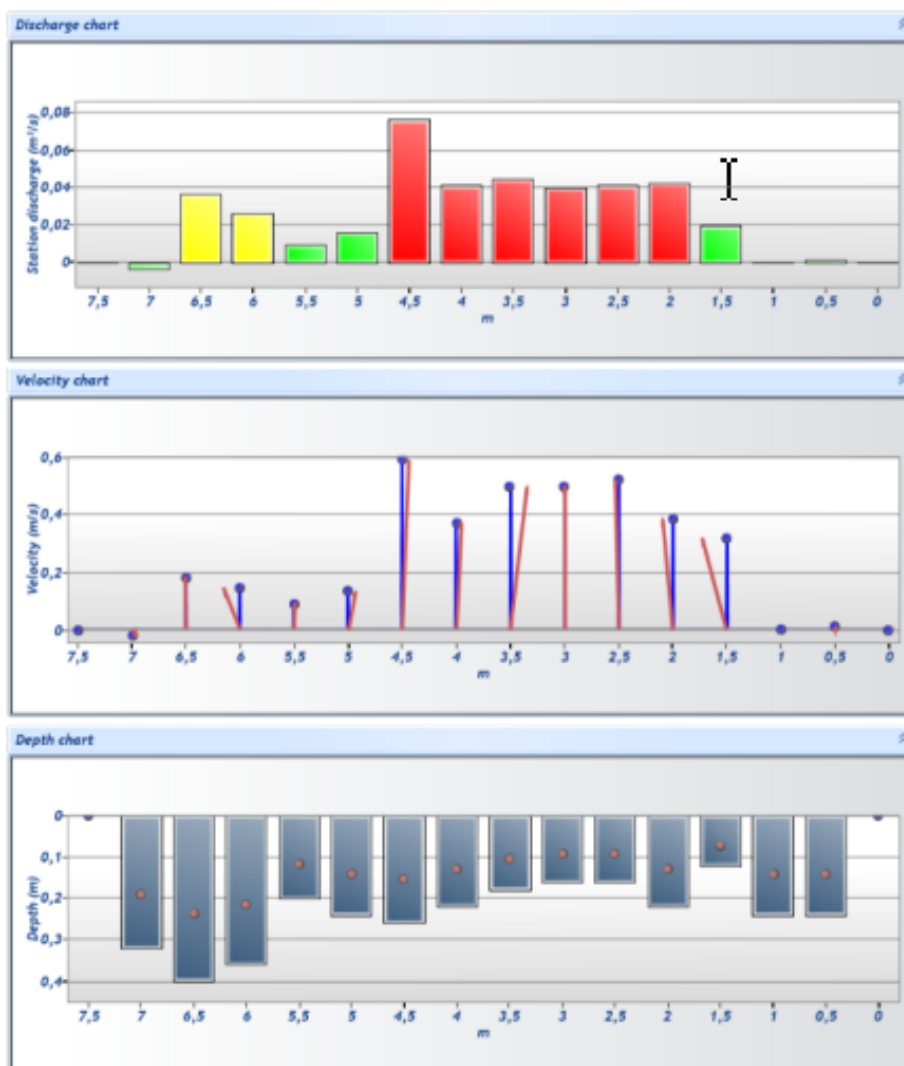 Discharge chart
Station discharge (m³/s)
0,08
0,06
0,04
0,02
0
7,5 7 6,5 6 5,5 5 4,5 4 3,5 3 2,5 2 1,5 1 0,5 0
m
Velocity chart
Velocity (m/s)
0,6
0,4
0,2
0
7,5 7 6,5 6 5,5 5 4,5 4 3,5 3 2,5 2 1,5 1 0,5 0
m
Depth chart
Depth (m)
0
0,1
0,2
0,3
0,4
7,5 7 6,5 6 5,5 5 4,5 4 3,5 3 2,5 2 1,5 1 0,5 0
m